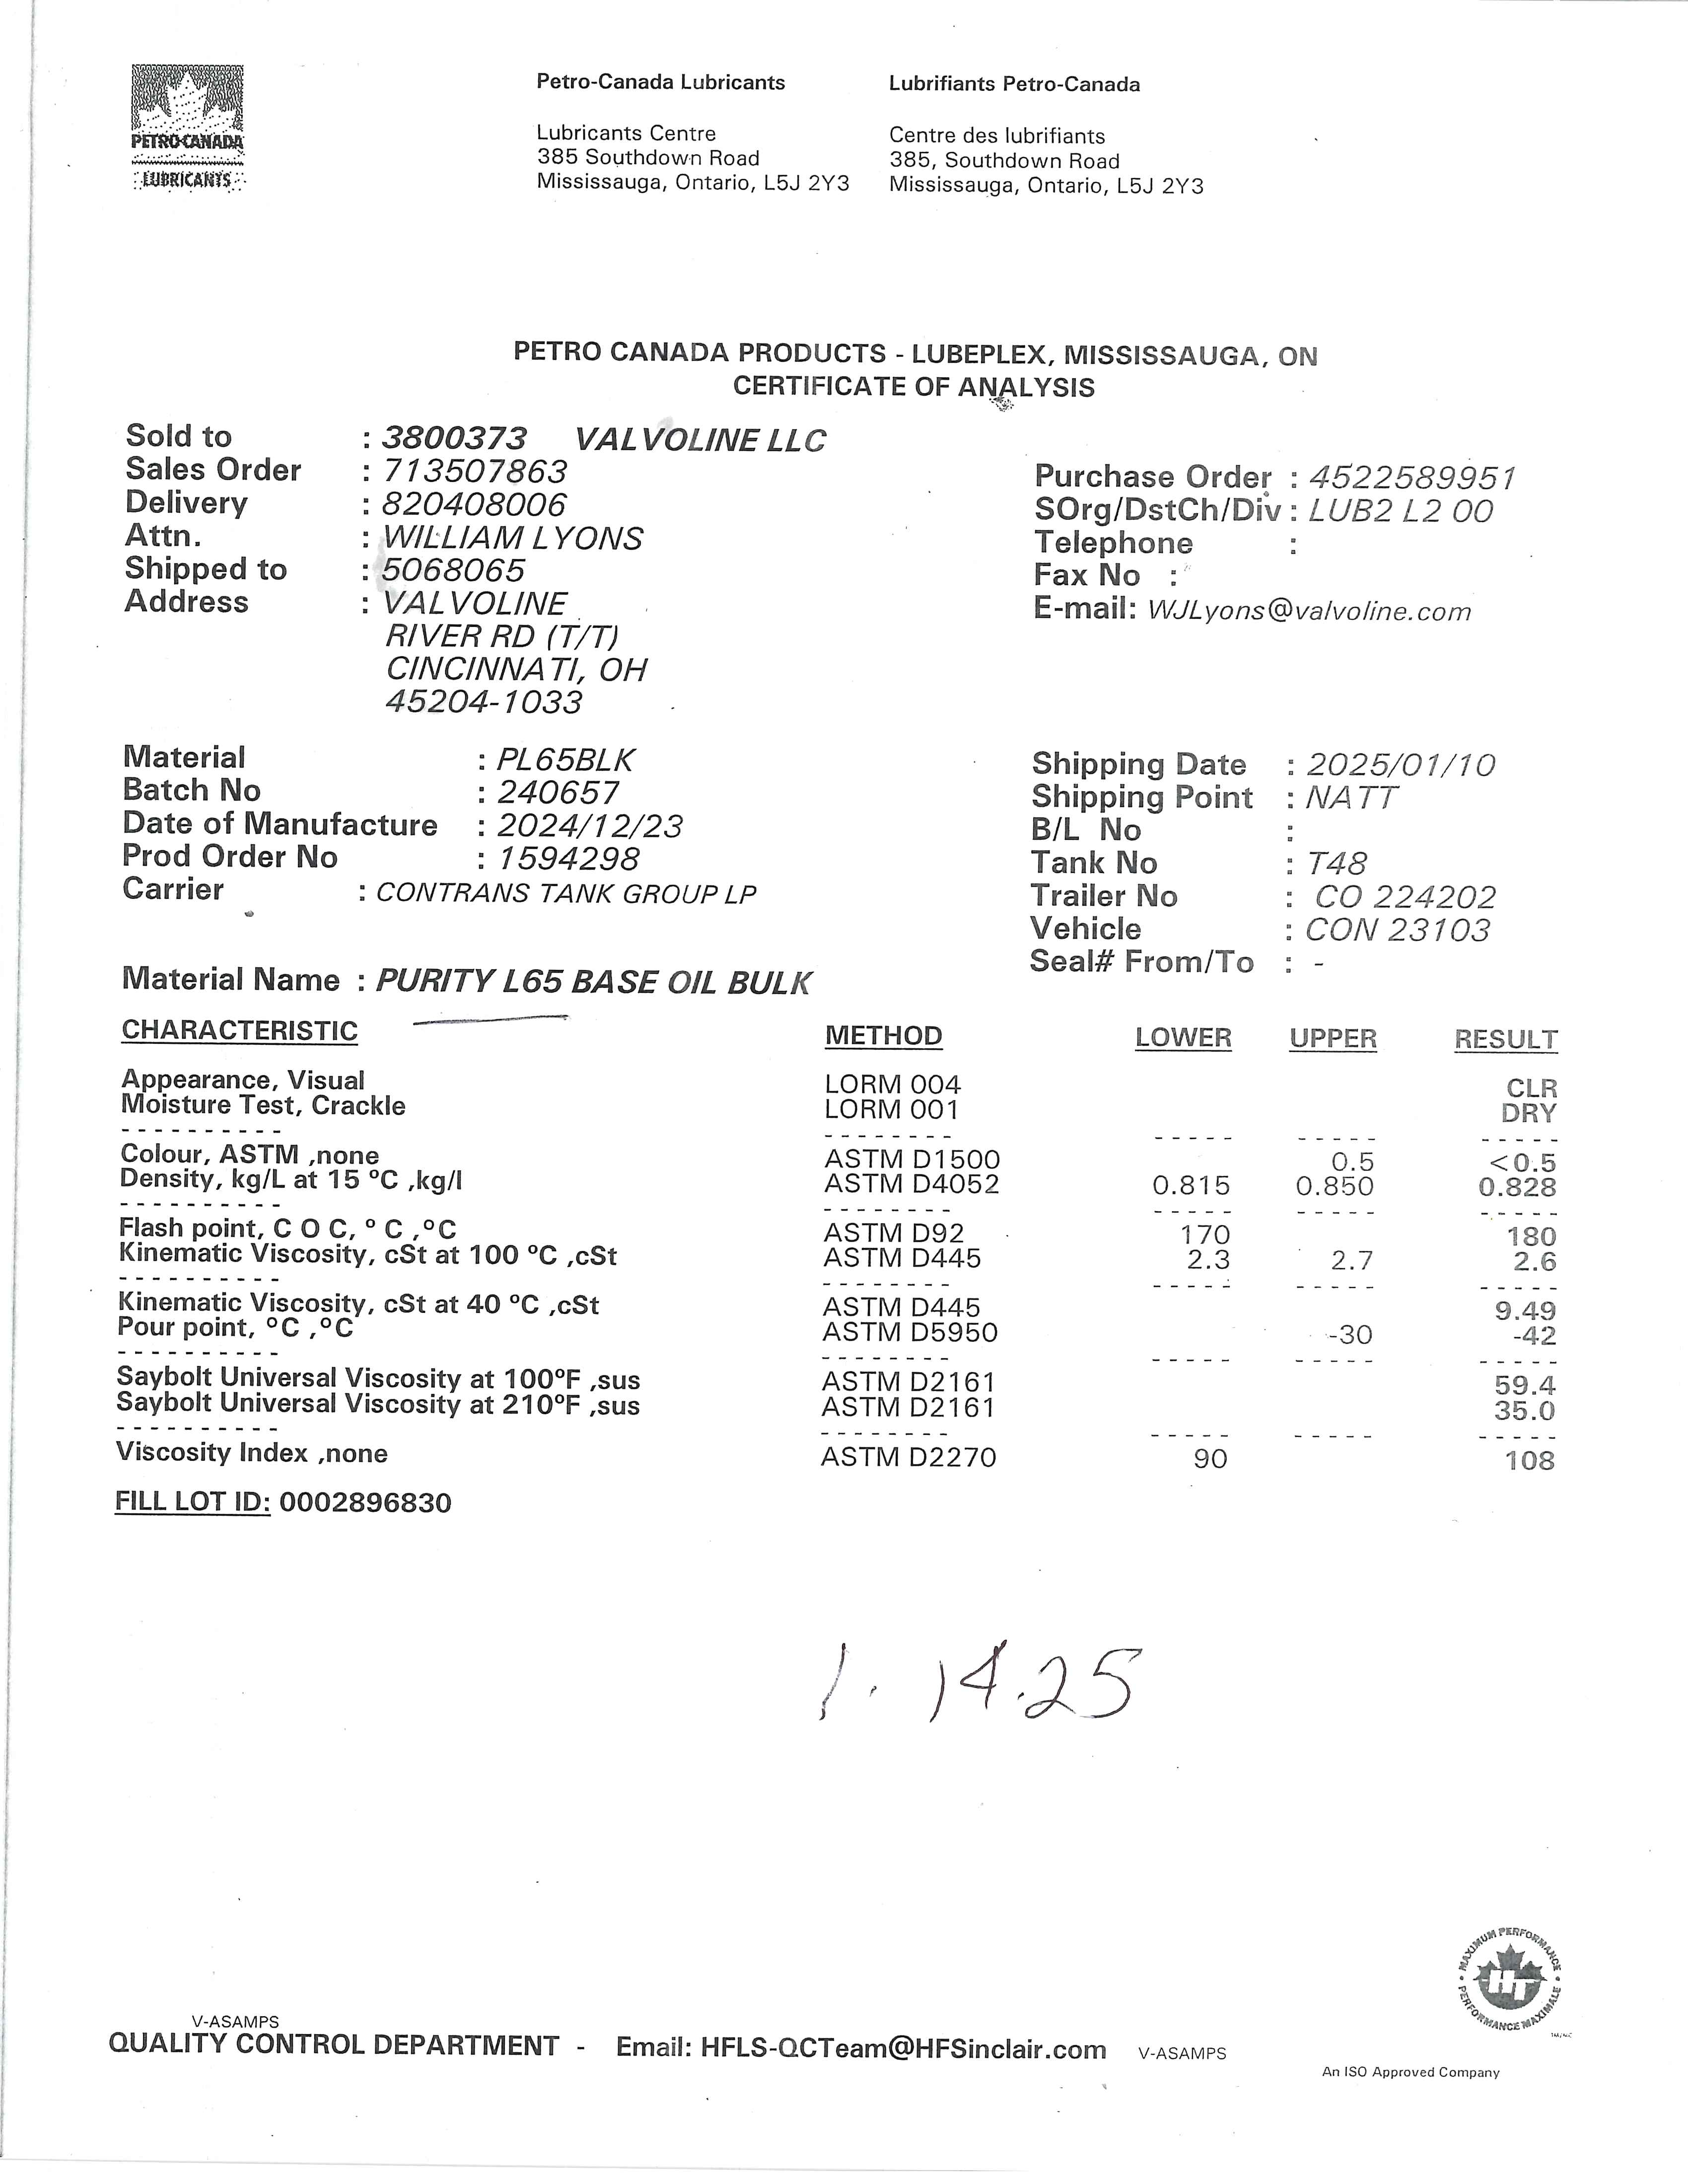 PETRO-CANADA
LUBRICANTS
Petro-Canada Lubricants
Lubricants Centre
385 Southdown Road
Mississauga, Ontario, L5J 2Y3
Lubrifiants Petro-Canada
Centre des lubrifiants
385, Southdown Road
Mississauga, Ontario, L5J 2Y3
PETRO CANADA PRODUCTS - LUBEPLEX, MISSISSAUGA, ON
CERTIFICATE OF ANALYSIS
Sold to : 3800373 VALVOLINE LLC
Sales Order : 713507863
Delivery : 820408006
Attn. : WILLIAM LYONS
Shipped to : 5068065
Address : VALVOLINE
RIVER RD (T/T)
CINCINNATI, OH
45204-1033
Purchase Order : 4522589951
SOrg/DstCh/Div : LUB2 L2 00
Telephone :
Fax No :
E-mail: WJLyons@valvoline.com
Material : PL65BLK
Batch No : 240657
Date of Manufacture : 2024/12/23
Prod Order No : 1594298
Carrier : CONTRANS TANK GROUP LP
Shipping Date : 2025/01/10
Shipping Point : NATT
B/L No :
Tank No : T48
Trailer No : CO 224202
Vehicle : CON 23103
Seal# From/To : -
Material Name : PURITY L65 BASE OIL BULK
CHARACTERISTIC METHOD LOWER UPPER RESULT
Appearance, Visual LORM 004 CLR
Moisture Test, Crackle LORM 001 DRY
---------- -------- ----- ----- -----
Colour, ASTM ,none ASTM D1500 0.5 <0.5
Density, kg/L at 15 ºC ,kg/l ASTM D4052 0.815 0.850 0.828
---------- -------- ----- ----- -----
Flash point, C O C, º C ,ºC ASTM D92 170 180
Kinematic Viscosity, cSt at 100 ºC ,cSt ASTM D445 2.3 2.7 2.6
---------- -------- ----- ----- -----
Kinematic Viscosity, cSt at 40 ºC ,cSt ASTM D445 9.49
Pour point, ºC ,ºC ASTM D5950 -30 -42
---------- -------- ----- ----- -----
Saybolt Universal Viscosity at 100ºF ,sus ASTM D2161 59.4
Saybolt Universal Viscosity at 210ºF ,sus ASTM D2161 35.0
---------- -------- ----- ----- -----
Viscosity Index ,none ASTM D2270 90 108
FILL LOT ID: 0002896830
1. 14.25
MAXIMUM PERFORMANCE
HT
PERFORMANCE MAXIMALE
V-ASAMPS
QUALITY CONTROL DEPARTMENT - Email: HFLS-QCTeam@HFSinclair.com V-ASAMPS
An ISO Approved Company